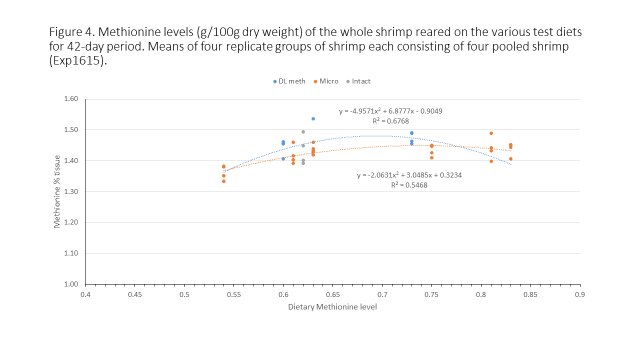 Figure 4. Methionine levels (g/100g dry weight) of the whole shrimp reared on the various test diets
for 42-day period. Means of four replicate groups of shrimp each consisting of four pooled shrimp
(Exp1615).
DL meth Micro Intact
1.60
y = -4.9571x² + 6.8777x - 0.9049
R² = 0.6768
1.50
1.40
y = -2.0631x² + 3.0485x + 0.3234
R² = 0.5468
1.30
1.20
1.10
1.00
Methionine % tissue
0.4 0.45 0.5 0.55 0.6 0.65 0.7 0.75 0.8 0.85 0.9
Dietary Methionine level